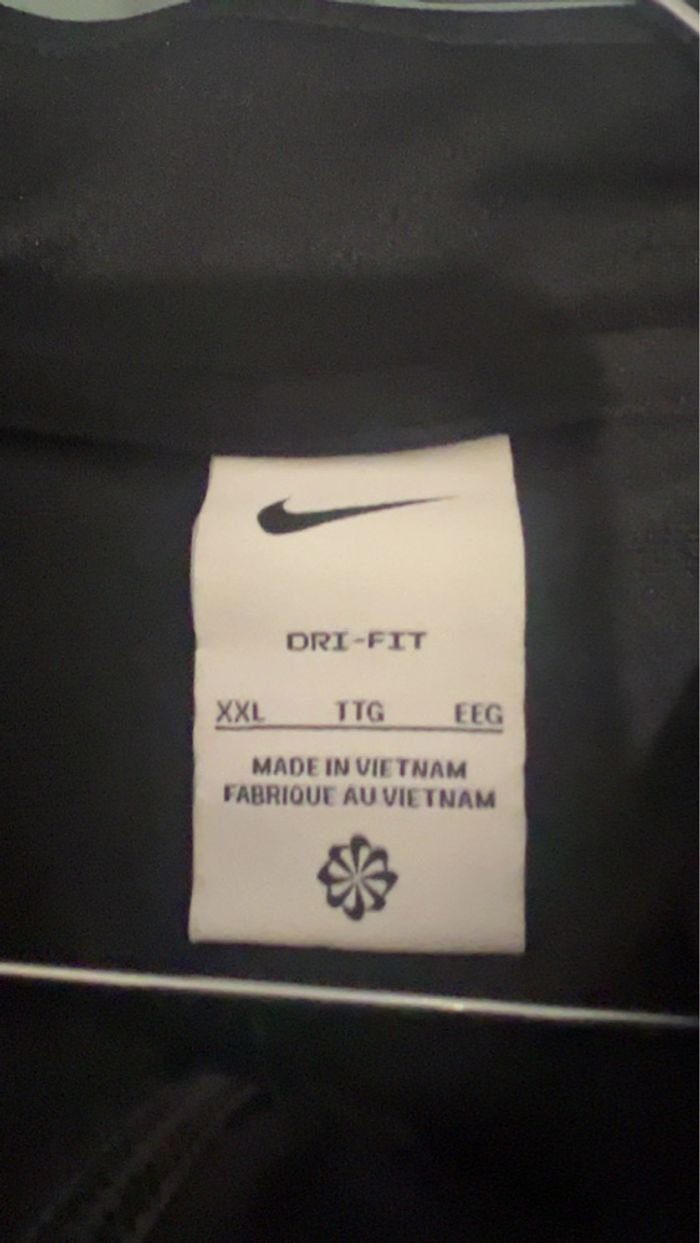 DRI-FIT
XXL TTG EEG
MADE IN VIETNAM
FABRIQUE AU VIETNAM